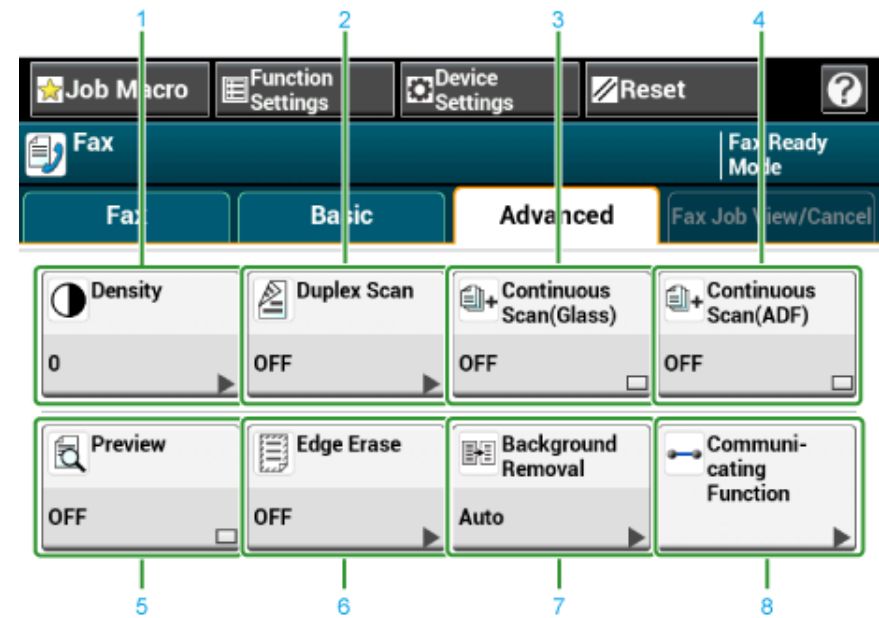 1 2 3 4
Job Macro Function Device Reset ?
Settings Settings
Fax Fax Ready
Mode
Fax Basic Advanced Fax Job View/Cancel
Density Duplex Scan Continuous Continuous
Scan(Glass) Scan(ADF)
0 OFF OFF OFF
Preview Edge Erase Background Communi-
Removal cating
Function
OFF OFF Auto
5 6 7 8